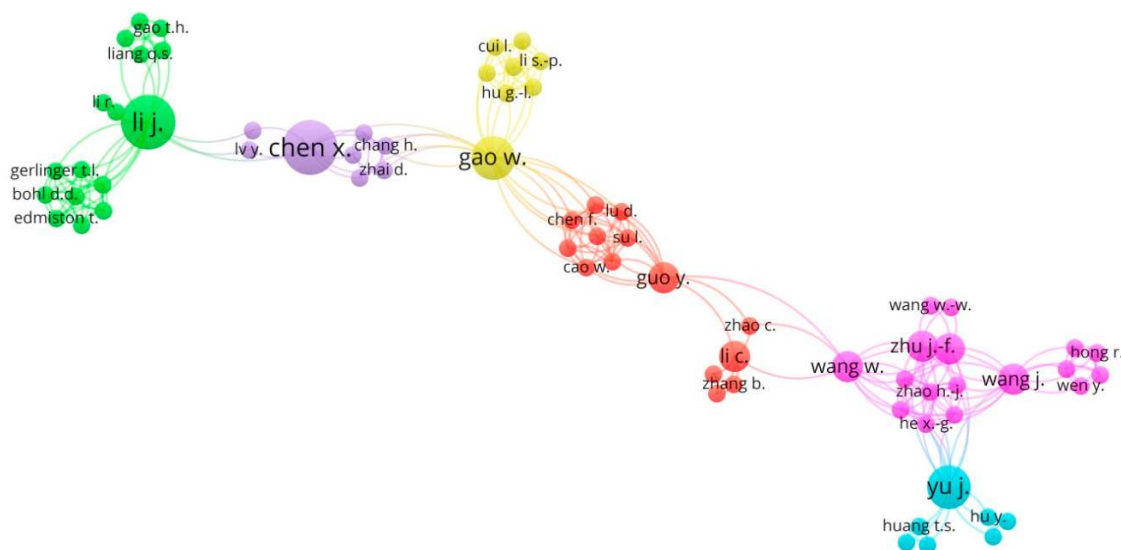 gao t.h.
liang q.s.
li r.
li j.
gerlinger t.l.
bohl d.d.
edmiston t.
lv y.
chen x.
chang h.
zhai d.
cui l.
li s.-p.
hu g.-l.
gao w.
lu d.
chen f.
su l.
cao w.
guo y.
zhao c.
li c.
zhang b.
wang w.
wang w.-w.
zhu j.-f.
zhao h.-j.
he x.-g.
wang j.
hong r.
wen y.
yu j.
huang t.s.
hu y.